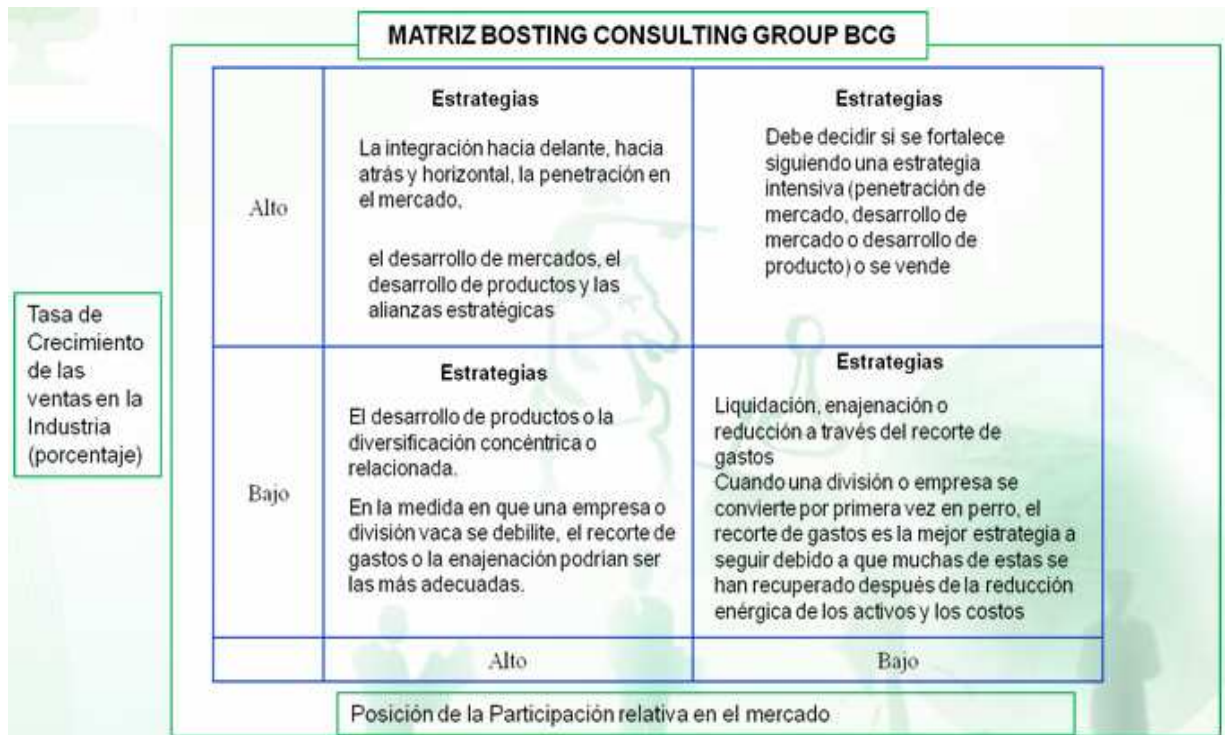 MATRIZ BOSTING CONSULTING GROUP BCG
Tasa de
Crecimiento
de las
ventas en la
Industria
(porcentaje)
Alto
Estrategias
La integración hacia delante, hacia
atrás y horizontal, la penetración en
el mercado,
el desarrollo de mercados, el
desarrollo de productos y las
alianzas estratégicas
Estrategias
Debe decidir si se fortalece
siguiendo una estrategia
intensiva (penetración de
mercado, desarrollo de
mercado o desarrollo de
producto) o se vende
Bajo
Estrategias
El desarrollo de productos o la
diversificación concéntrica o
relacionada.
En la medida en que una empresa o
división vaca se debilite, el recorte de
gastos o la enajenación podrían ser
las más adecuadas.
Estrategias
Liquidación, enajenación o
reducción a través del recorte de
gastos
Cuando una división o empresa se
convierte por primera vez en perro, el
recorte de gastos es la mejor estrategia a
seguir debido a que muchas de estas se
han recuperado después de la reducción
enérgica de los activos y los costos
Alto
Bajo
Posición de la Participación relativa en el mercado